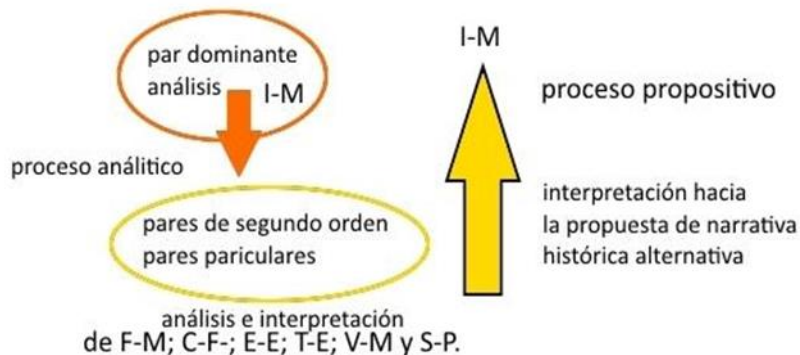 par dominante
análisis
I-M
proceso análitico
pares de segundo orden
pares pariculares
análisis e interpretación
de F-M; C-F-; E-E; T-E; V-M y S-P.
I-M
proceso propositivo
interpretación hacia
la propuesta de narrativa
histórica alternativa